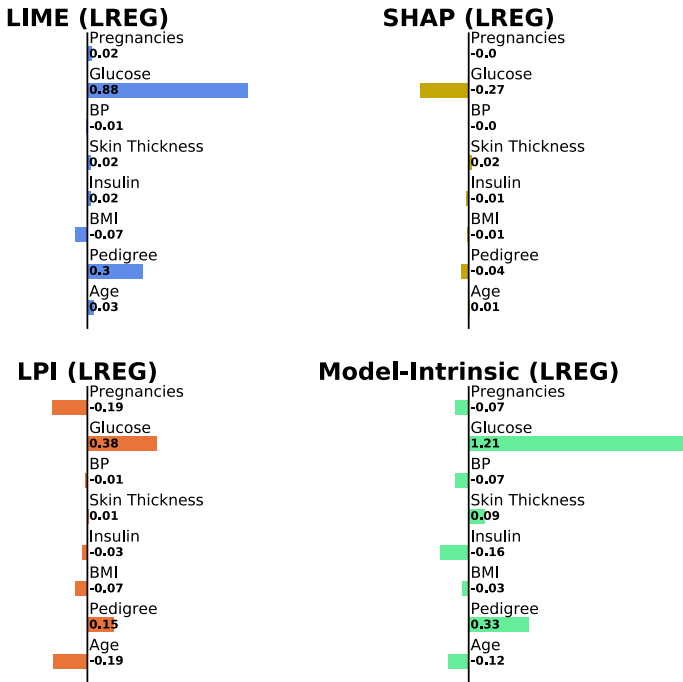 LIME (LREG)
Pregnancies
0.02
Glucose
0.88
BP
-0.01
Skin Thickness
0.02
Insulin
0.02
BMI
-0.07
Pedigree
0.3
Age
0.03
SHAP (LREG)
Pregnancies
-0.0
Glucose
-0.27
BP
-0.0
Skin Thickness
0.02
Insulin
-0.01
BMI
-0.01
Pedigree
-0.04
Age
0.01
LPI (LREG)
Pregnancies
-0.19
Glucose
0.38
BP
-0.01
Skin Thickness
0.01
Insulin
-0.03
BMI
-0.07
Pedigree
0.15
Age
-0.19
Model-Intrinsic (LREG)
Pregnancies
-0.07
Glucose
1.21
BP
-0.07
Skin Thickness
0.09
Insulin
-0.16
BMI
-0.03
Pedigree
0.33
Age
-0.12